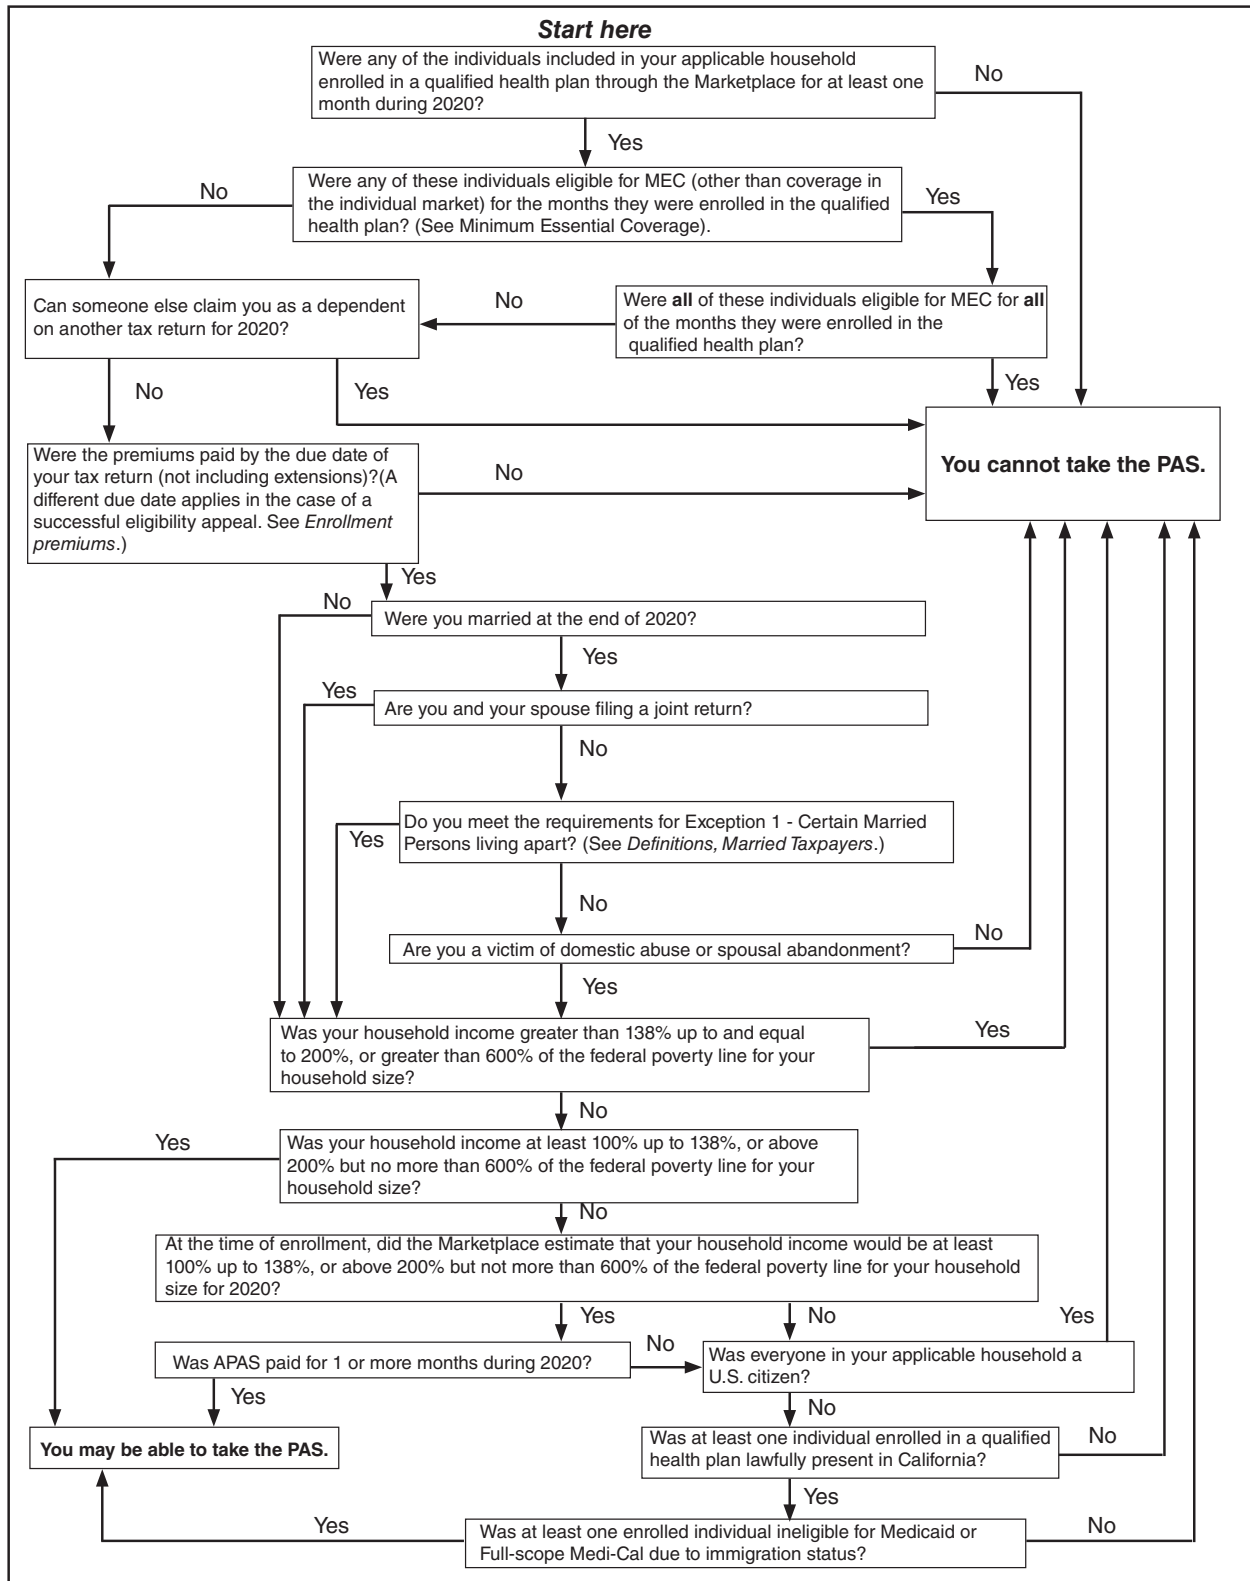 Start here
Were any of the individuals included in your applicable household
enrolled in a qualified health plan through the Marketplace for at least one
month during 2020?
No
Yes
No
Were any of these individuals eligible for MEC (other than coverage in
the individual market) for the months they were enrolled in the qualified
health plan? (See Minimum Essential Coverage).
Yes
Can someone else claim you as a dependent
on another tax return for 2020?
No
Were all of these individuals eligible for MEC for all
of the months they were enrolled in the
qualified health plan?
No
Yes
Yes
You cannot take the PAS.
Were the premiums paid by the due date of
your tax return (not including extensions)?(A
different due date applies in the case of a
successful eligibility appeal. See Enrollment
premiums.)
No
Yes
No
Were you married at the end of 2020?
Yes
Yes
Are you and your spouse filing a joint return?
No
Yes
Do you meet the requirements for Exception 1 - Certain Married
Persons living apart? (See Definitions, Married Taxpayers.)
No
Are you a victim of domestic abuse or spousal abandonment?
No
Yes
Was your household income greater than 138% up to and equal
to 200%, or greater than 600% of the federal poverty line for your
household size?
Yes
No
Yes
Was your household income at least 100% up to 138%, or above
200% but no more than 600% of the federal poverty line for your
household size?
No
At the time of enrollment, did the Marketplace estimate that your household income would be at least
100% up to 138%, or above 200% but not more than 600% of the federal poverty line for your household
size for 2020?
Yes
No
Yes
Was APAS paid for 1 or more months during 2020?
No
Was everyone in your applicable household a
U.S. citizen?
Yes
No
You may be able to take the PAS.
Was at least one individual enrolled in a qualified
health plan lawfully present in California?
No
Yes
Yes
Was at least one enrolled individual ineligible for Medicaid or
Full-scope Medi-Cal due to immigration status?
No